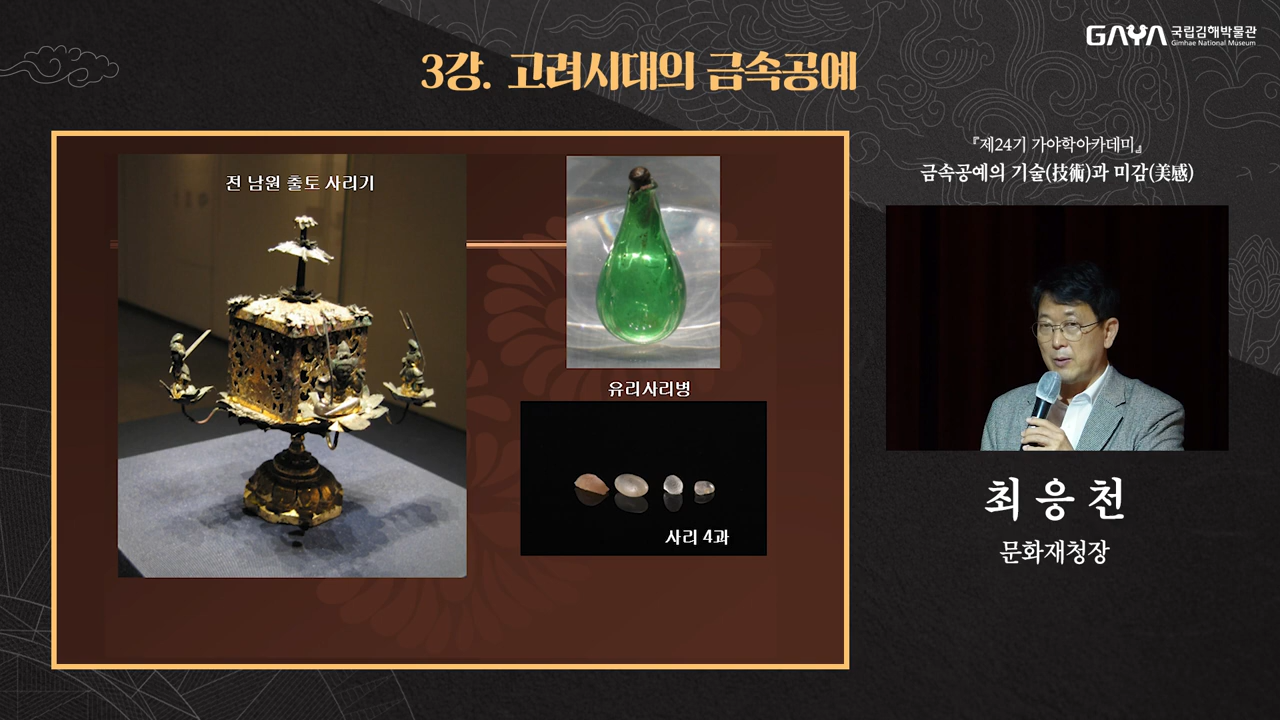 GAYA 국립김해박물관
Gimhae National Museum
3강. 고려시대의 금속공예
『제24기 가야학아카데미』
금속공예의 기술(技術)과 미감(美感)
전 남원 출토 사리기
유리사리병
사리 4과
최응천
문화재청장